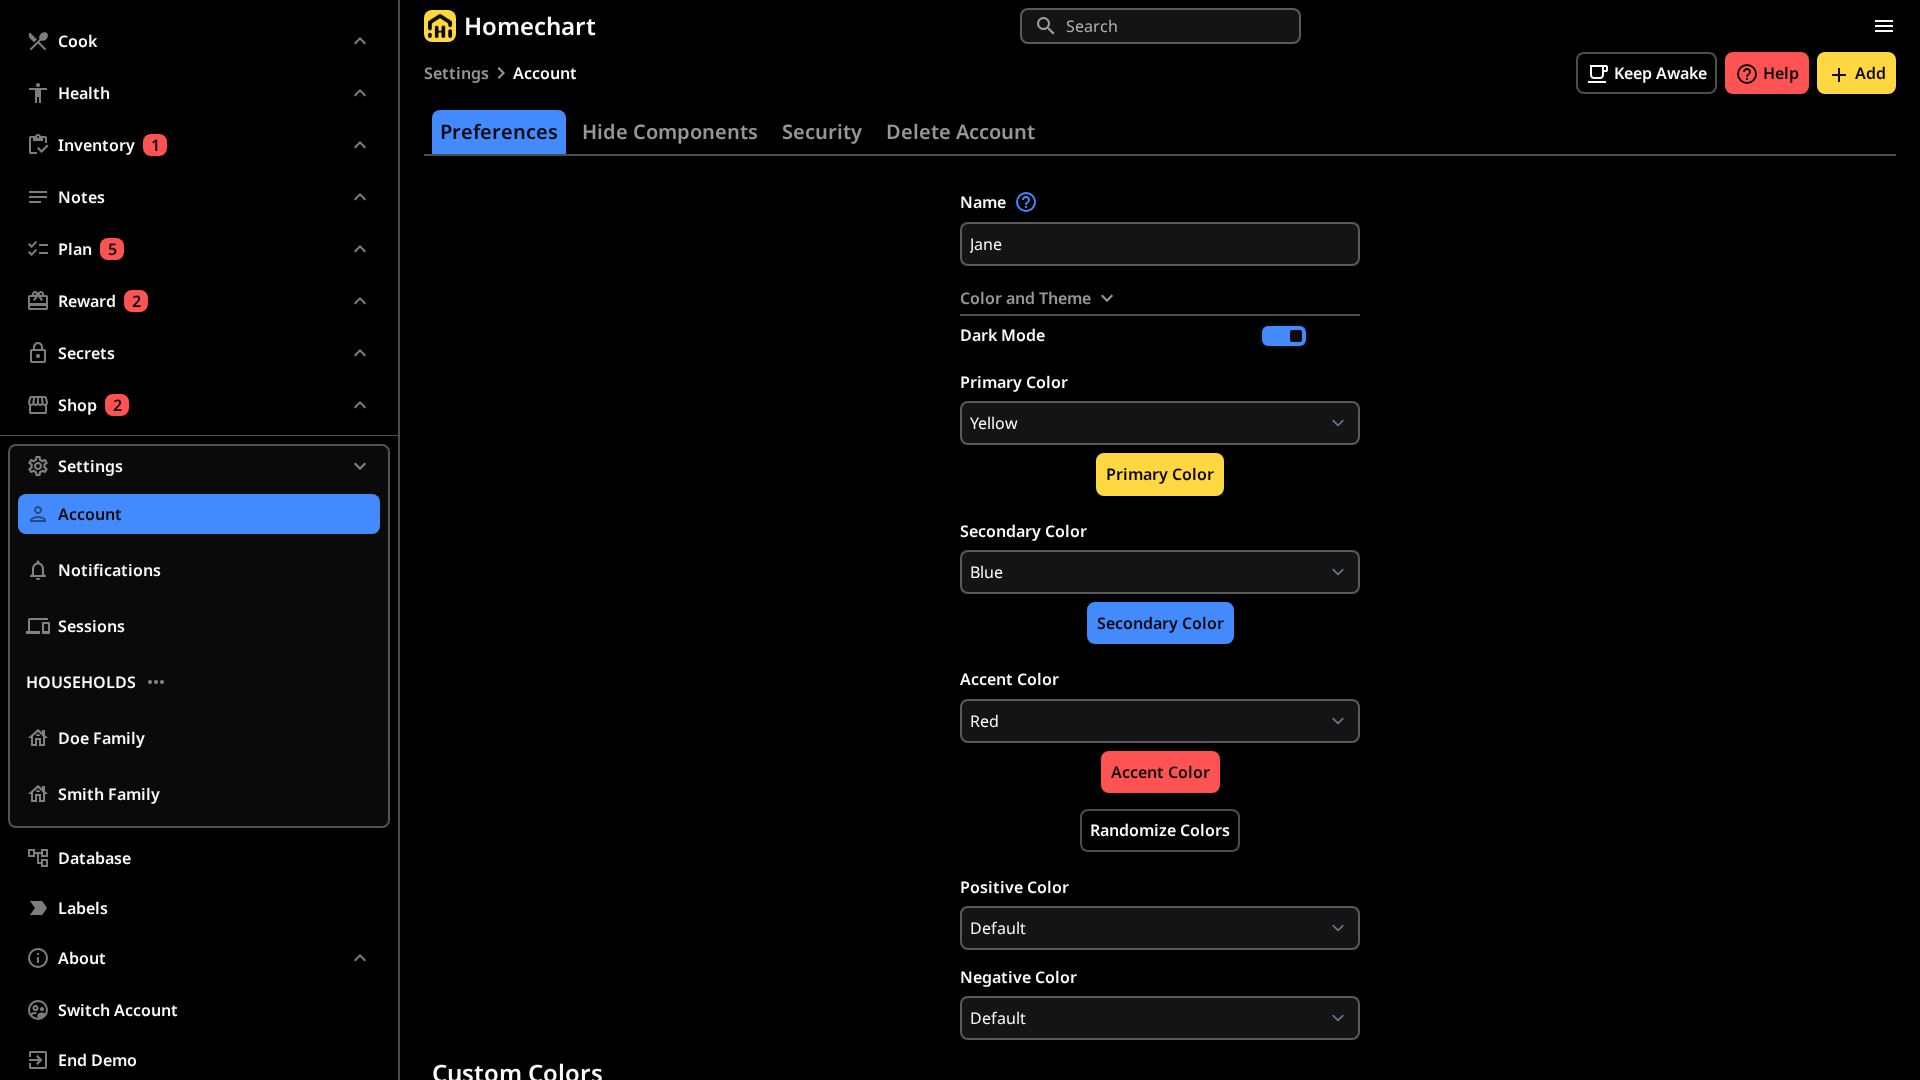 Cook
Health
Inventory 1
Notes
Plan 5
Reward 2
Secrets
Shop 2
Settings
Account
Notifications
Sessions
HOUSEHOLDS
Doe Family
Smith Family
Database
Labels
About
Switch Account
End Demo
Homechart
Search
Settings > Account
Keep Awake
Help
Add
Preferences
Hide Components
Security
Delete Account
Name
Jane
Color and Theme
Dark Mode
Primary Color
Yellow
Primary Color
Secondary Color
Blue
Secondary Color
Accent Color
Red
Accent Color
Randomize Colors
Positive Color
Default
Negative Color
Default
Custom Colors